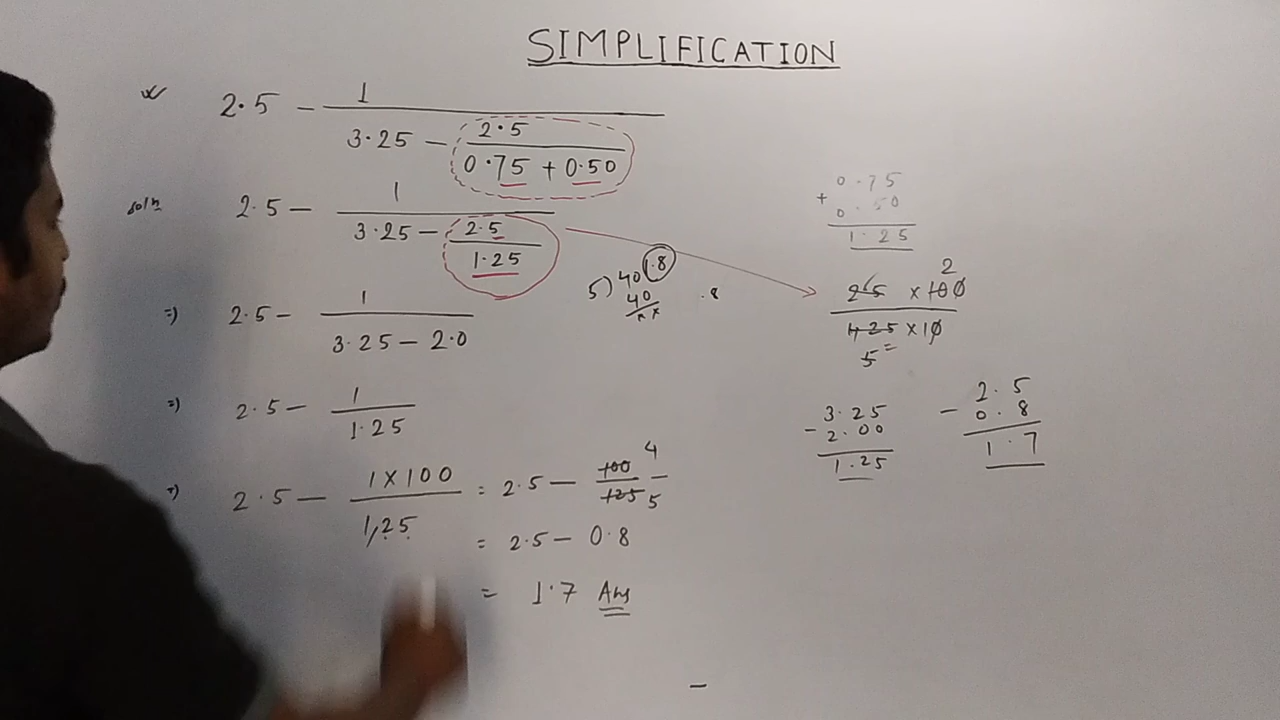 SIMPLIFICATION
2.5 — 1
3.25 — 2.5
0.75 + 0.50
Soln 2.5 — 1
3.25 — 2.5
1.25
0.75
+ 0.50
1.25
5) 40 (.8
40
××
.8
2
25 ×100
125 ×10
5
=) 2.5 — 1
3.25 — 2.0
=) 2.5 — 1
1.25
3.25
- 2.00
1.25
2.5
— 0.8
1.7
=) 2.5 — 1×100
1.25
= 2.5 — 100 4
125 5
= 2.5 — 0.8
= 1.7 Ans